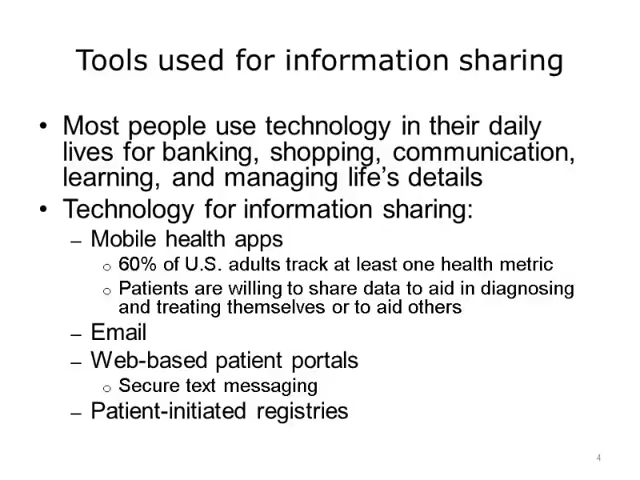 Tools used for information sharing
• Most people use technology in their daily
lives for banking, shopping, communication,
learning, and managing life’s details
• Technology for information sharing:
– Mobile health apps
o 60% of U.S. adults track at least one health metric
o Patients are willing to share data to aid in diagnosing
and treating themselves or to aid others
– Email
– Web-based patient portals
o Secure text messaging
– Patient-initiated registries
4